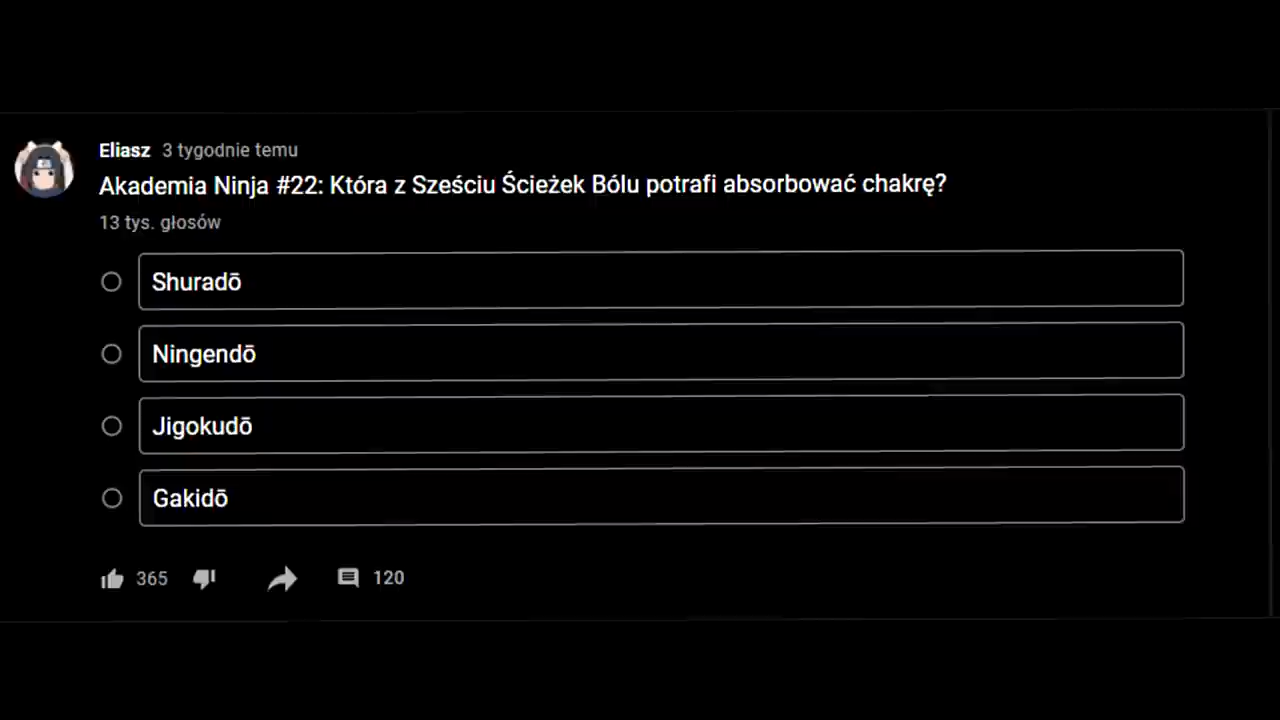 Eliasz 3 tygodnie temu
Akademia Ninja #22: Która z Sześciu Ścieżek Bólu potrafi absorbować chakrę?
13 tys. głosów
Shuradō
Ningendō
Jigokudō
Gakidō
365 120